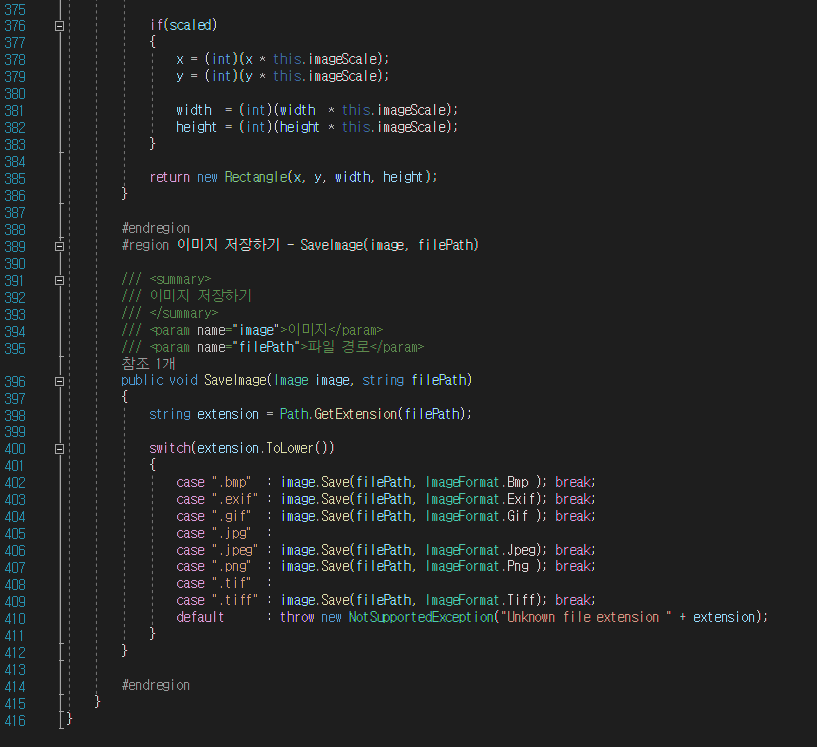 375
376 if(scaled)
377 {
378 x = (int)(x * this.imageScale);
379 y = (int)(y * this.imageScale);
380
381 width  = (int)(width  * this.imageScale);
382 height = (int)(height * this.imageScale);
383 }
384
385 return new Rectangle(x, y, width, height);
386 }
387
388 #endregion
389 #region 이미지 저장하기 - SaveImage(image, filePath)
390
391 /// <summary>
392 /// 이미지 저장하기
393 /// </summary>
394 /// <param name="image">이미지</param>
395 /// <param name="filePath">파일 경로</param>
참조 1개
396 public void SaveImage(Image image, string filePath)
397 {
398 string extension = Path.GetExtension(filePath);
399
400 switch(extension.ToLower())
401 {
402 case ".bmp"  : image.Save(filePath, ImageFormat.Bmp ); break;
403 case ".exif" : image.Save(filePath, ImageFormat.Exif); break;
404 case ".gif"  : image.Save(filePath, ImageFormat.Gif ); break;
405 case ".jpg"  :
406 case ".jpeg" : image.Save(filePath, ImageFormat.Jpeg); break;
407 case ".png"  : image.Save(filePath, ImageFormat.Png ); break;
408 case ".tif"  :
409 case ".tiff" : image.Save(filePath, ImageFormat.Tiff); break;
410 default      : throw new NotSupportedException("Unknown file extension " + extension);
411 }
412 }
413
414 #endregion
415 }
416 }